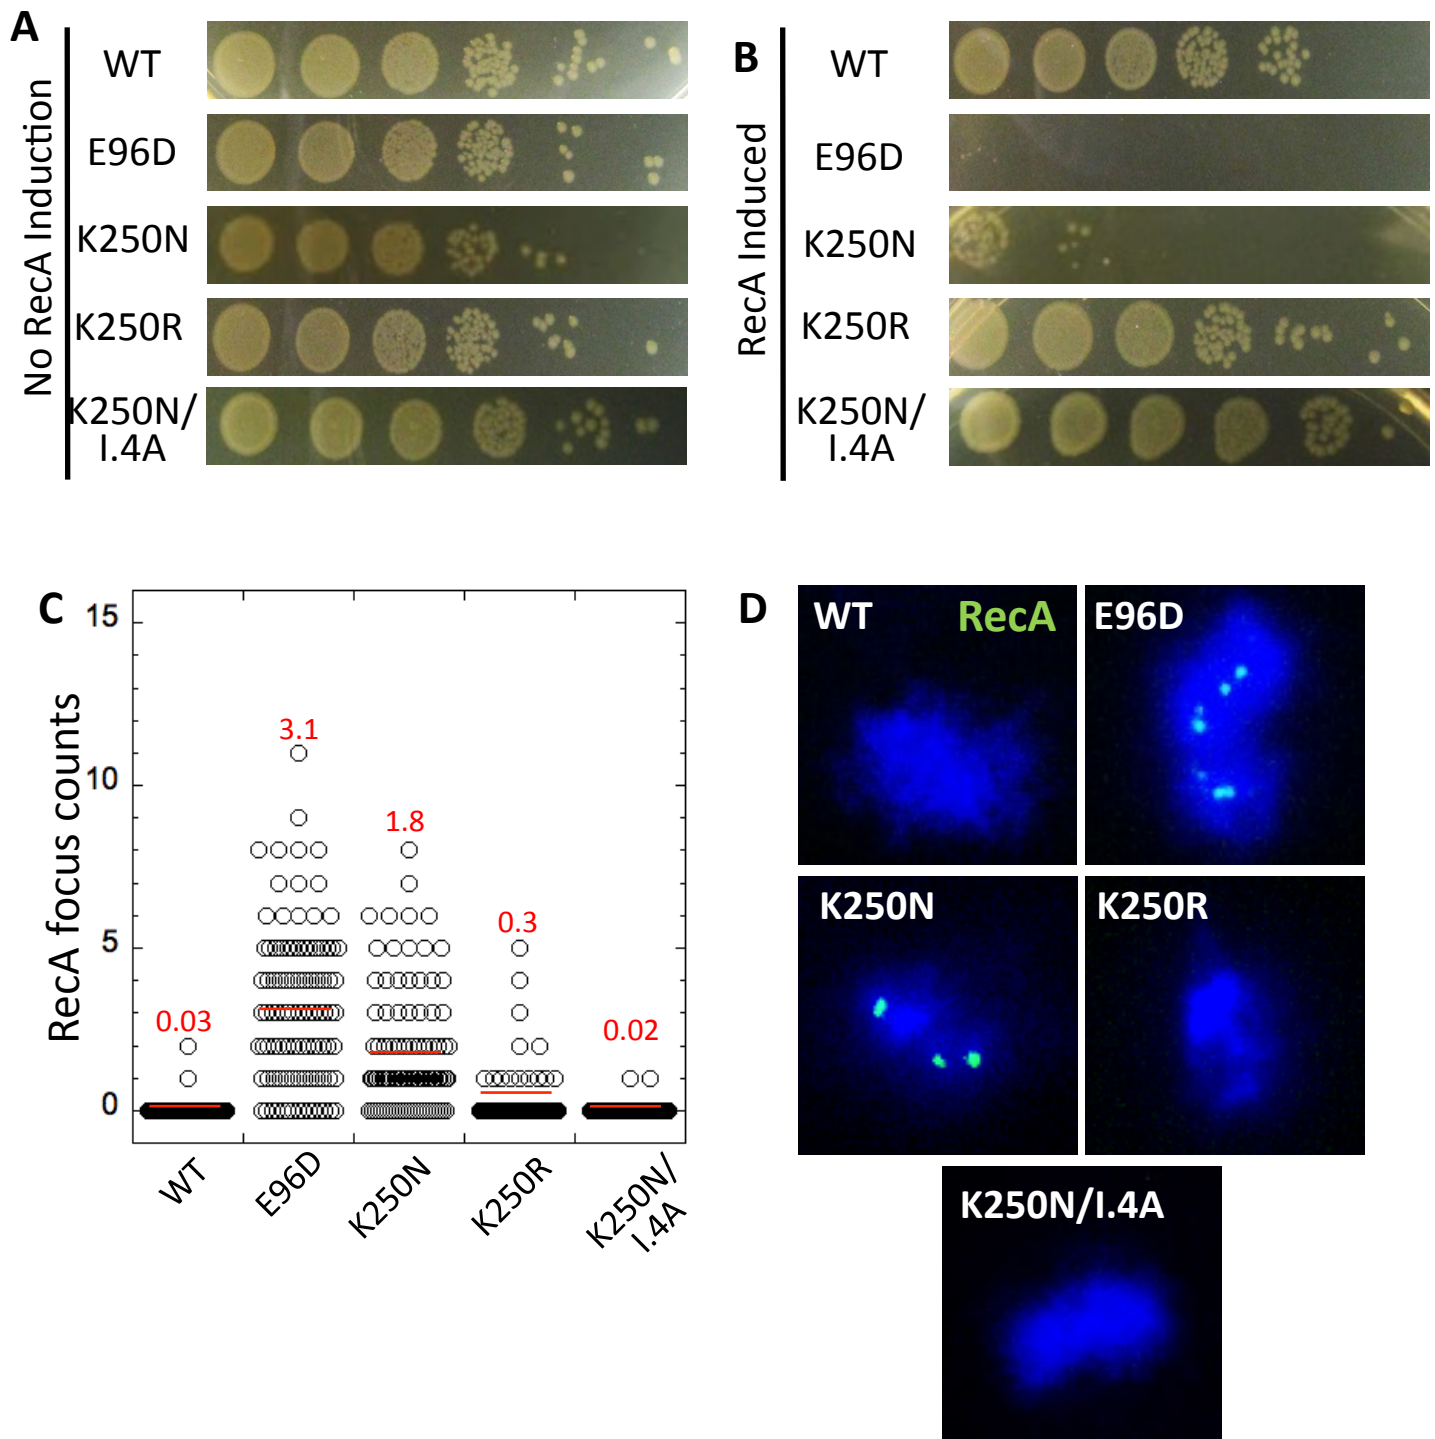 A
No RecA Induction
WT
E96D
K250N
K250R
K250N/
I.4A
B
RecA Induced
WT
E96D
K250N
K250R
K250N/
I.4A
C
RecA focus counts
15
10
5
0
0.03
3.1
1.8
0.3
0.02
WT
E96D
K250N
K250R
K250N/
I.4A
D
WT
RecA
E96D
K250N
K250R
K250N/I.4A